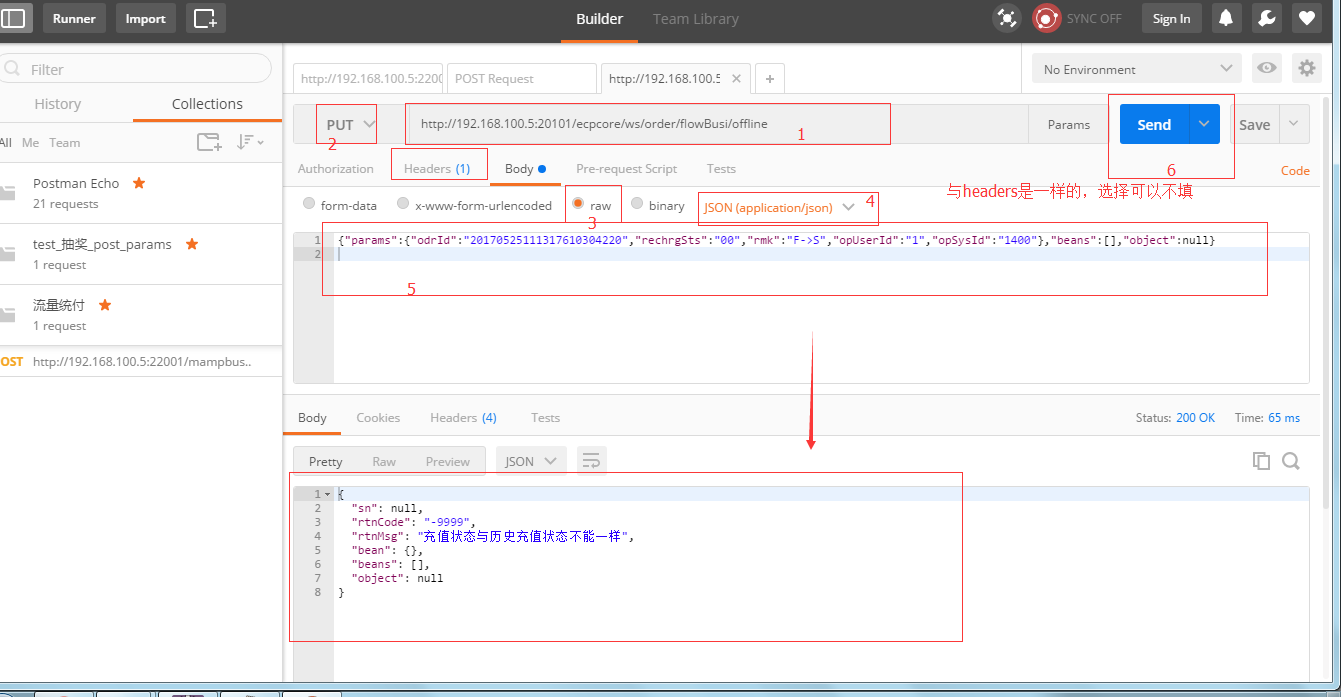 Runner Import Builder Team Library SYNC OFF Sign In
Filter
History Collections
All Me Team
Postman Echo
21 requests
test_抽奖_post_params
1 request
流量统付
1 request
OST http://192.168.100.5:22001/mampbus..
http://192.168.100.5:2200 POST Request http://192.168.100.5 × +
No Environment
PUT http://192.168.100.5:20101/ecpcore/ws/order/flowBusi/offline Params Send Save
2 1 6
Authorization Headers (1) Body Pre-request Script Tests Code
与headers是一样的，选择可以不填
form-data x-www-form-urlencoded raw binary JSON (application/json)
3 4
1 {"params":{"odrId":"20170525111317610304220","rechrgSts":"00","rmk":"F->S","opUserId":"1","opSysId":"1400"},"beans":[],"object":null}
2
5
Body Cookies Headers (4) Tests Status: 200 OK Time: 65 ms
Pretty Raw Preview JSON
1 {
2 "sn": null,
3 "rtnCode": "-9999",
4 "rtnMsg": "充值状态与历史充值状态不能一样",
5 "bean": {},
6 "beans": [],
7 "object": null
8 }